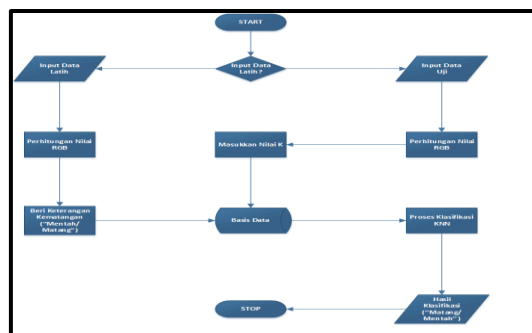 START
Input Data
Latih
Input Data
Latih?
Input Data
Uji
Perhitungan Nilai
RGB
Masukkan Nilai K
Perhitungan Nilai
RGB
Beri Keterangan
Kematangan
("Mentah/
Matang")
Basis Data
Proses Klasifikasi
KNN
STOP
Hasil
Klasifikasi
("Matang/
Mentah")